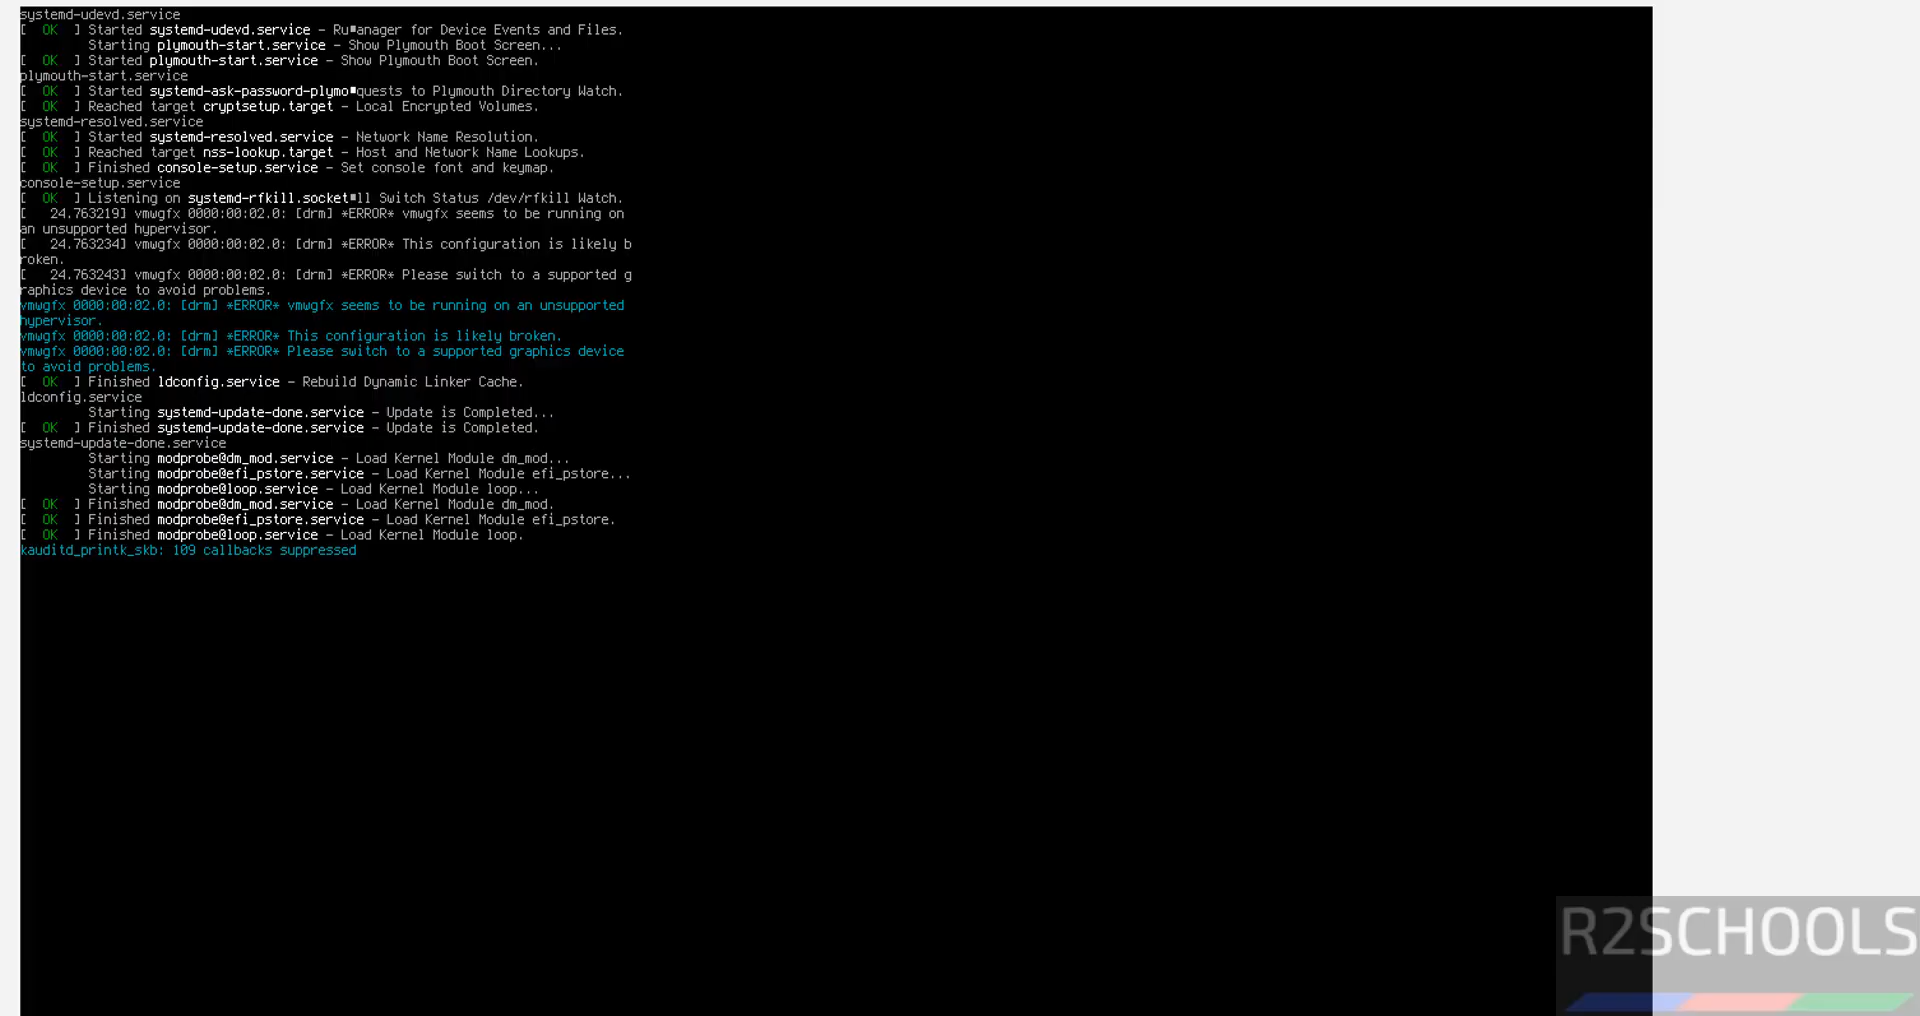 systemd-udevd.service
[  OK  ] Started systemd-udevd.service - Ru■anager for Device Events and Files.
         Starting plymouth-start.service - Show Plymouth Boot Screen...
[  OK  ] Started plymouth-start.service - Show Plymouth Boot Screen.
plymouth-start.service
[  OK  ] Started systemd-ask-password-plymo■quests to Plymouth Directory Watch.
[  OK  ] Reached target cryptsetup.target - Local Encrypted Volumes.
systemd-resolved.service
[  OK  ] Started systemd-resolved.service - Network Name Resolution.
[  OK  ] Reached target nss-lookup.target - Host and Network Name Lookups.
[  OK  ] Finished console-setup.service - Set console font and keymap.
console-setup.service
[  OK  ] Listening on systemd-rfkill.socket■ll Switch Status /dev/rfkill Watch.
[   24.763219] vmwgfx 0000:00:02.0: [drm] *ERROR* vmwgfx seems to be running on
an unsupported hypervisor.
[   24.763234] vmwgfx 0000:00:02.0: [drm] *ERROR* This configuration is likely b
roken.
[   24.763243] vmwgfx 0000:00:02.0: [drm] *ERROR* Please switch to a supported g
raphics device to avoid problems.
vmwgfx 0000:00:02.0: [drm] *ERROR* vmwgfx seems to be running on an unsupported
hypervisor.
vmwgfx 0000:00:02.0: [drm] *ERROR* This configuration is likely broken.
vmwgfx 0000:00:02.0: [drm] *ERROR* Please switch to a supported graphics device
to avoid problems.
[  OK  ] Finished ldconfig.service - Rebuild Dynamic Linker Cache.
ldconfig.service
         Starting systemd-update-done.service - Update is Completed...
[  OK  ] Finished systemd-update-done.service - Update is Completed.
systemd-update-done.service
         Starting modprobe@dm_mod.service - Load Kernel Module dm_mod...
         Starting modprobe@efi_pstore.service - Load Kernel Module efi_pstore...
         Starting modprobe@loop.service - Load Kernel Module loop...
[  OK  ] Finished modprobe@dm_mod.service - Load Kernel Module dm_mod.
[  OK  ] Finished modprobe@efi_pstore.service - Load Kernel Module efi_pstore.
[  OK  ] Finished modprobe@loop.service - Load Kernel Module loop.
kauditd_printk_skb: 109 callbacks suppressed
R2SCHOOLS